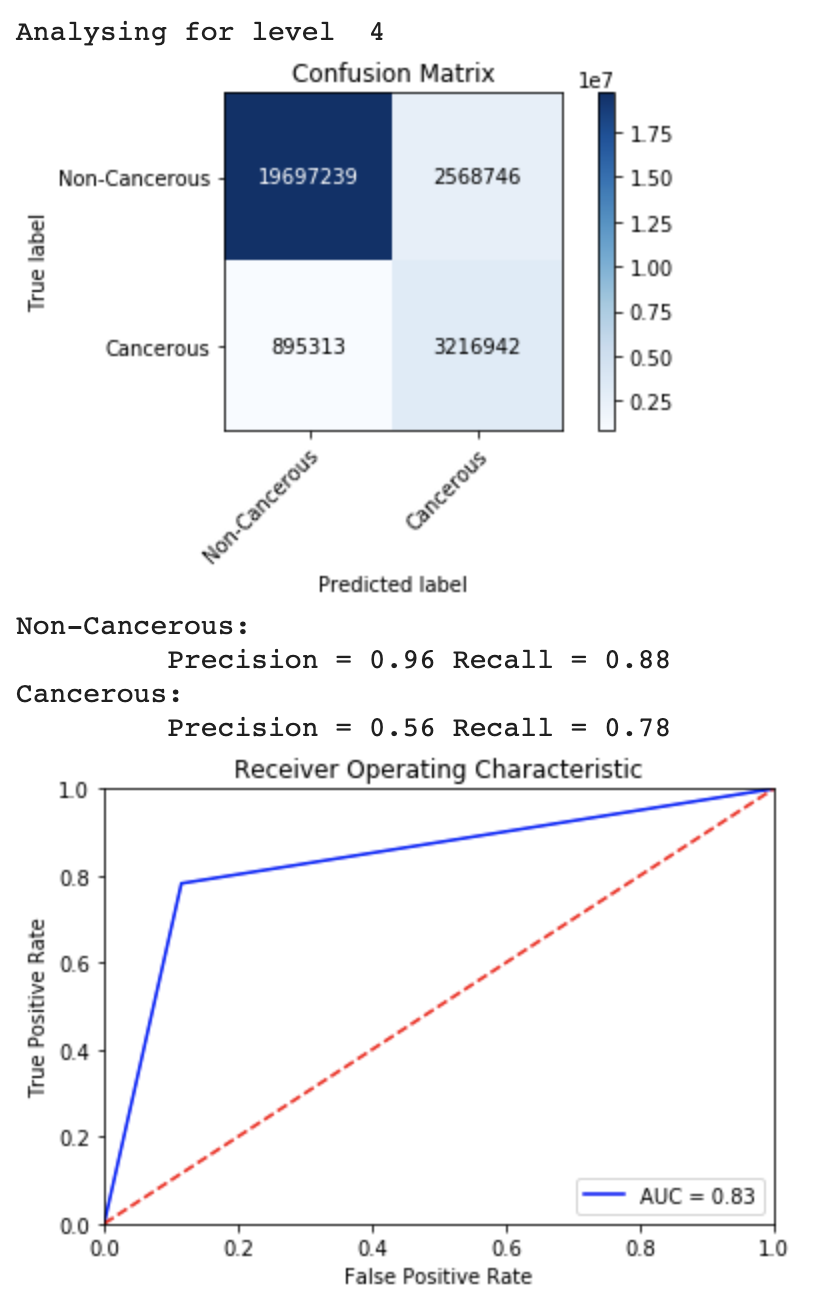 Analysing for level  4
Confusion Matrix
1e7
1.75
Non-Cancerous
19697239
2568746
1.50
1.25
True label
1.00
0.75
Cancerous
895313
3216942
0.50
0.25
Non-Cancerous
Cancerous
Predicted label
Non-Cancerous:
Precision = 0.96 Recall = 0.88
Cancerous:
Precision = 0.56 Recall = 0.78
Receiver Operating Characteristic
1.0
0.8
0.6
True Positive Rate
0.4
0.2
AUC = 0.83
0.0
0.0 0.2 0.4 0.6 0.8 1.0
False Positive Rate